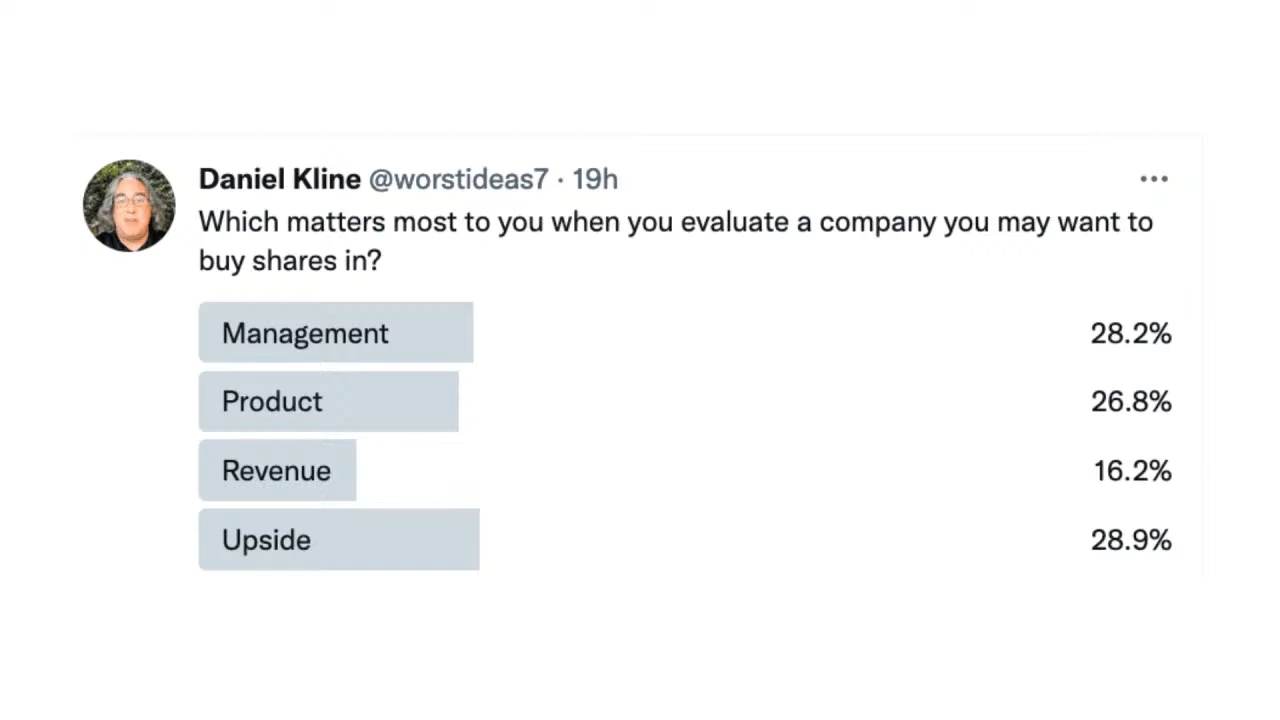 Daniel Kline @worstideas7 · 19h
Which matters most to you when you evaluate a company you may want to
buy shares in?
Management 28.2%
Product 26.8%
Revenue 16.2%
Upside 28.9%